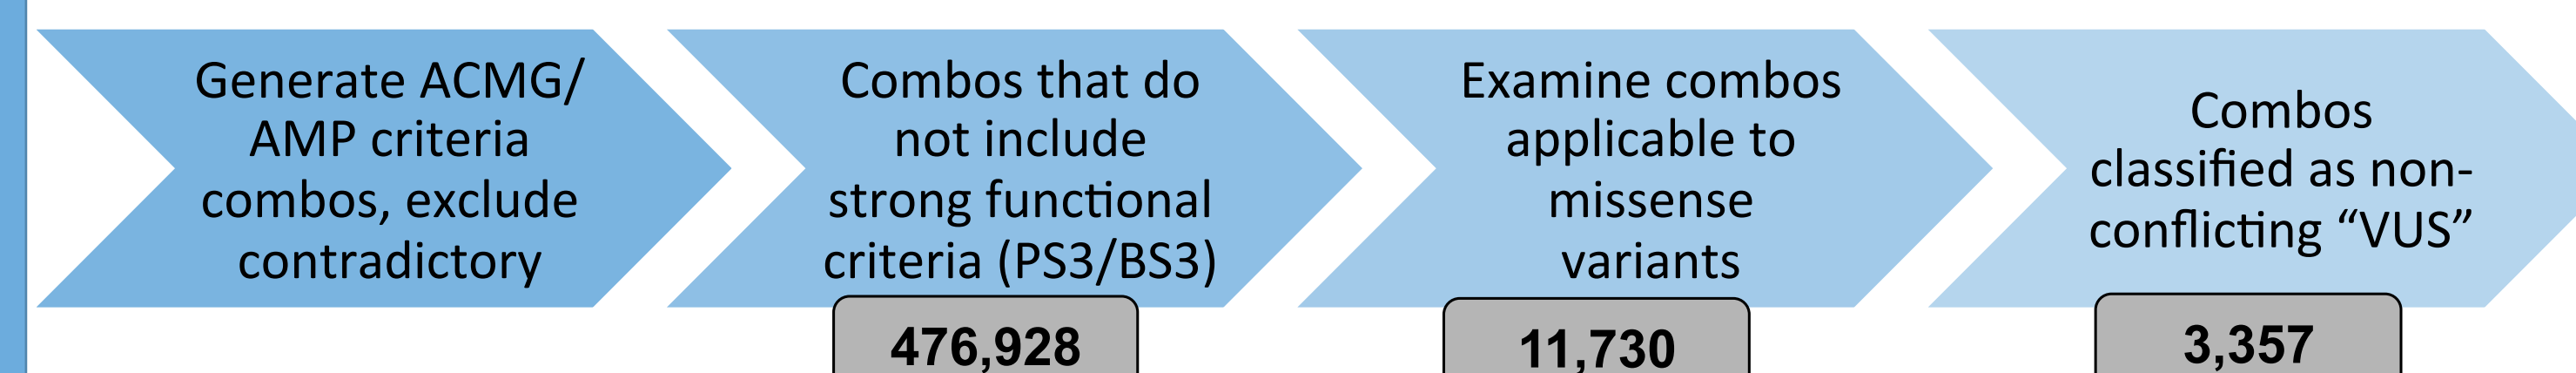 Generate ACMG/
AMP criteria
combos, exclude
contradictory
Combos that do
not include
strong functional
criteria (PS3/BS3)
476,928
Examine combos
applicable to
missense
variants
11,730
Combos
classified as non-
conflicting “VUS”
3,357